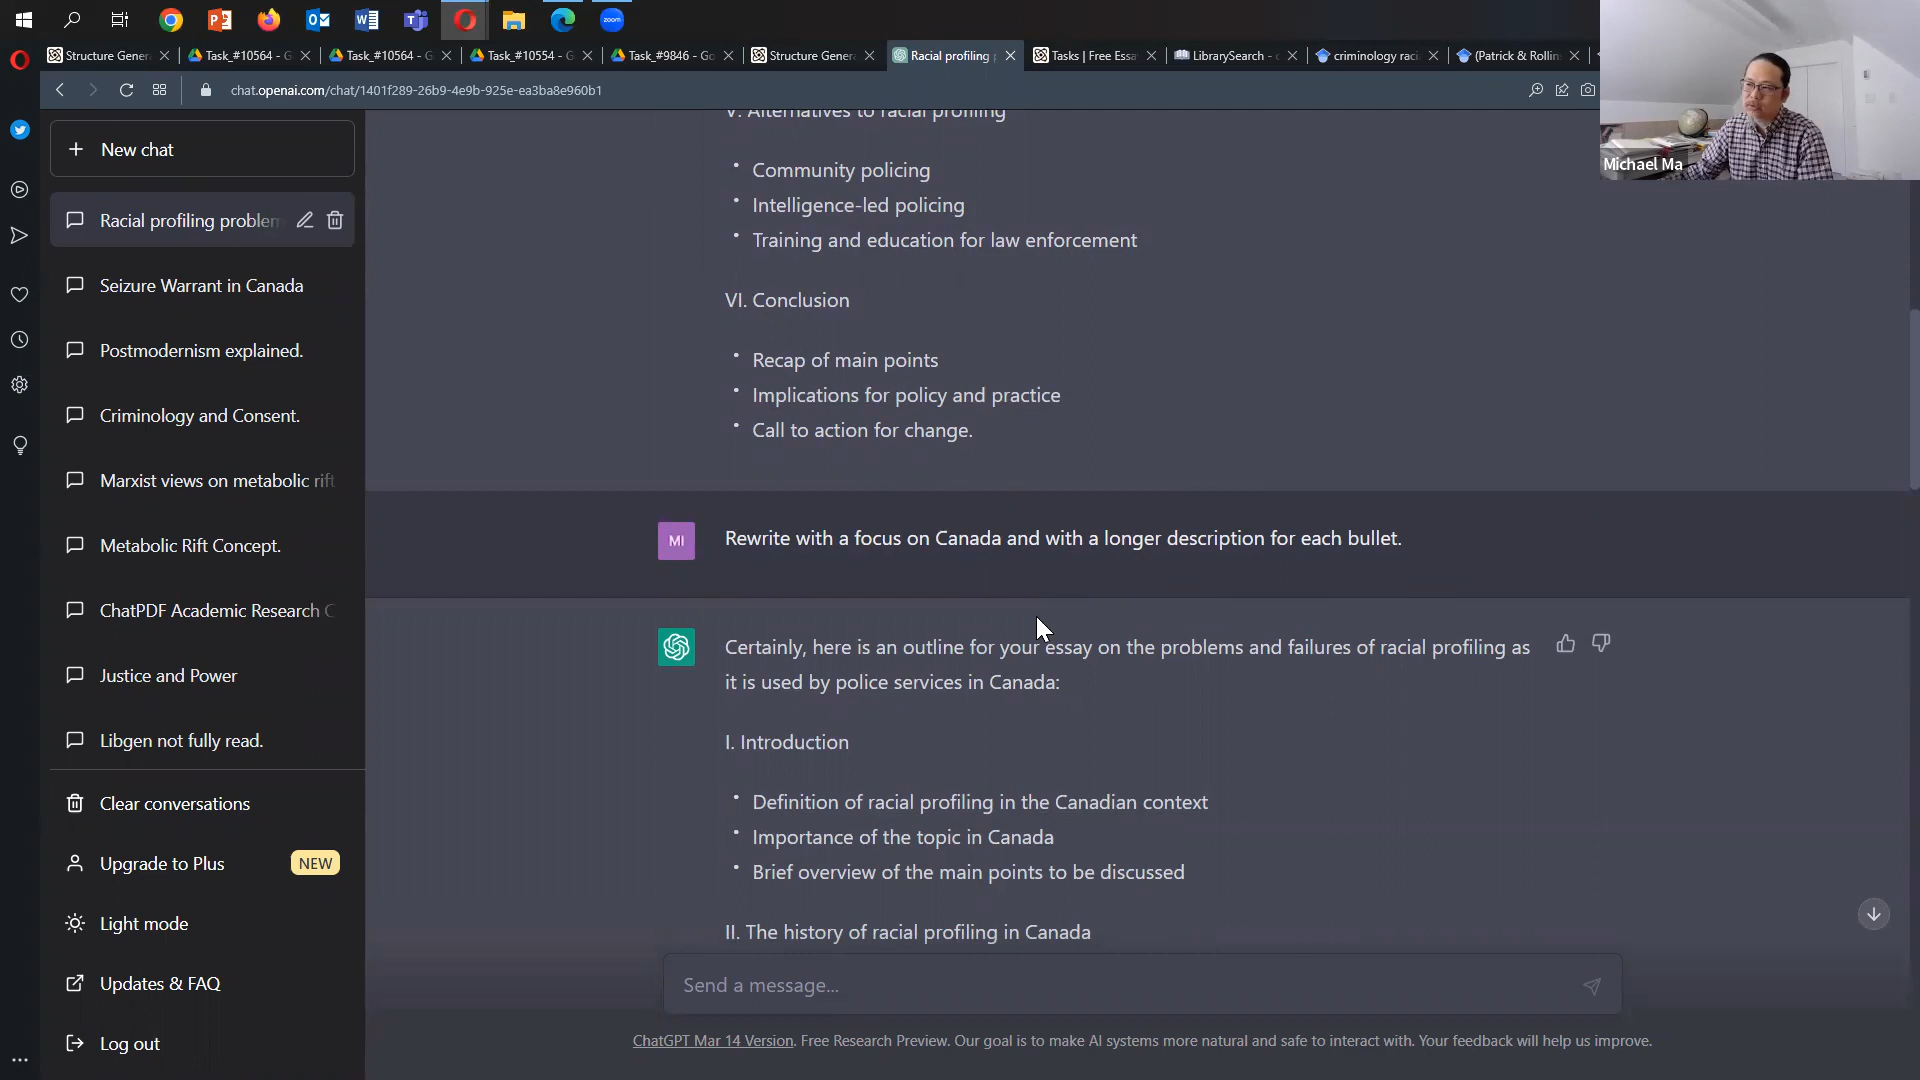 zoom
Structure Gener
Task_#10564 - G
Task_#10564 - G
Task_#10554 - G
Task_#9846 - Go
Structure Gener
Racial profiling
Tasks | Free Essa
LibrarySearch -
criminology raci
(Patrick & Rollin
chat.openai.com/chat/1401f289-26b9-4e9b-925e-ea3ba8e960b1
Michael Ma
New chat
Racial profiling problem
Seizure Warrant in Canada
Postmodernism explained.
Criminology and Consent.
Marxist views on metabolic rift
Metabolic Rift Concept.
ChatPDF Academic Research C
Justice and Power
Libgen not fully read.
Clear conversations
Upgrade to Plus NEW
Light mode
Updates & FAQ
Log out
V. Alternatives to racial profiling
• Community policing
• Intelligence-led policing
• Training and education for law enforcement
VI. Conclusion
• Recap of main points
• Implications for policy and practice
• Call to action for change.
MI
Rewrite with a focus on Canada and with a longer description for each bullet.
Certainly, here is an outline for your essay on the problems and failures of racial profiling as
it is used by police services in Canada:
I. Introduction
• Definition of racial profiling in the Canadian context
• Importance of the topic in Canada
• Brief overview of the main points to be discussed
II. The history of racial profiling in Canada
Send a message...
ChatGPT Mar 14 Version. Free Research Preview. Our goal is to make AI systems more natural and safe to interact with. Your feedback will help us improve.